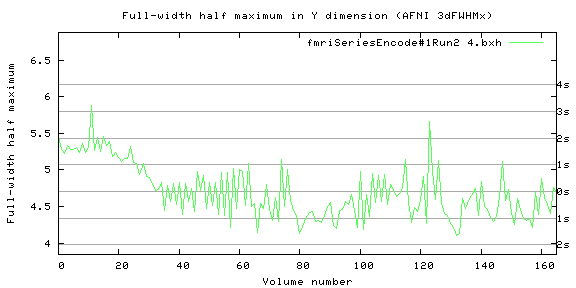 Full-width half maximum in Y dimension (AFNI 3dFWHMx)
fmriSeriesEncode#1Run2 4.bxh
Full-width half maximum
6.5
6
5.5
5
4.5
4
4s
3s
2s
1s
0s
1s
2s
0 20 40 60 80 100 120 140 160
Volume number